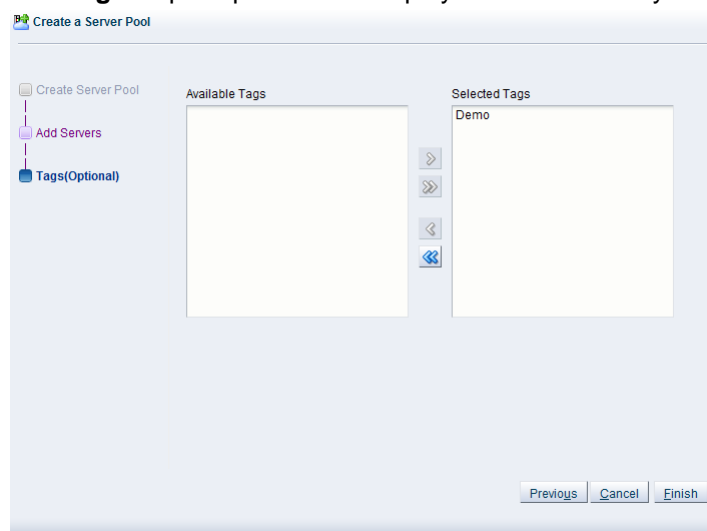 Create a Server Pool
Create Server Pool
Add Servers
Tags(Optional)
Available Tags
Selected Tags
Demo
Previous
Cancel
Finish